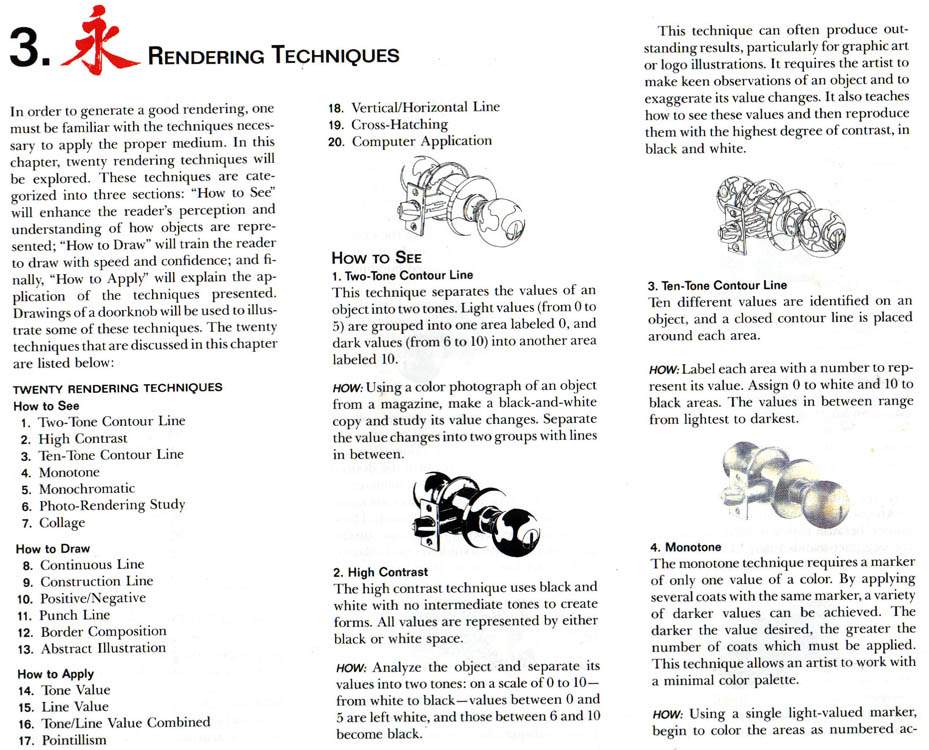 3. 永 RENDERING TECHNIQUES
In order to generate a good rendering, one
must be familiar with the techniques neces-
sary to apply the proper medium. In this
chapter, twenty rendering techniques will
be explored. These techniques are cate-
gorized into three sections: “How to See”
will enhance the reader’s perception and
understanding of how objects are repre-
sented; “How to Draw” will train the reader
to draw with speed and confidence; and fi-
nally, “How to Apply” will explain the ap-
plication of the techniques presented.
Drawings of a doorknob will be used to illus-
trate some of these techniques. The twenty
techniques that are discussed in this chapter
are listed below:
TWENTY RENDERING TECHNIQUES
How to See
1. Two-Tone Contour Line
2. High Contrast
3. Ten-Tone Contour Line
4. Monotone
5. Monochromatic
6. Photo-Rendering Study
7. Collage
How to Draw
8. Continuous Line
9. Construction Line
10. Positive/Negative
11. Punch Line
12. Border Composition
13. Abstract Illustration
How to Apply
14. Tone Value
15. Line Value
16. Tone/Line Value Combined
17. Pointillism
18. Vertical/Horizontal Line
19. Cross-Hatching
20. Computer Application
HOW TO SEE
1. Two-Tone Contour Line
This technique separates the values of an
object into two tones. Light values (from 0 to
5) are grouped into one area labeled 0, and
dark values (from 6 to 10) into another area
labeled 10.
HOW: Using a color photograph of an object
from a magazine, make a black-and-white
copy and study its value changes. Separate
the value changes into two groups with lines
in between.
2. High Contrast
The high contrast technique uses black and
white with no intermediate tones to create
forms. All values are represented by either
black or white space.
HOW: Analyze the object and separate its
values into two tones: on a scale of 0 to 10—
from white to black—values between 0 and
5 are left white, and those between 6 and 10
become black.
This technique can often produce out-
standing results, particularly for graphic art
or logo illustrations. It requires the artist to
make keen observations of an object and to
exaggerate its value changes. It also teaches
how to see these values and then reproduce
them with the highest degree of contrast, in
black and white.
3. Ten-Tone Contour Line
Ten different values are identified on an
object, and a closed contour line is placed
around each area.
HOW: Label each area with a number to rep-
resent its value. Assign 0 to white and 10 to
black areas. The values in between range
from lightest to darkest.
4. Monotone
The monotone technique requires a marker
of only one value of a color. By applying
several coats with the same marker, a variety
of darker values can be achieved. The
darker the value desired, the greater the
number of coats which must be applied.
This technique allows an artist to work with
a minimal color palette.
HOW: Using a single light-valued marker,
begin to color the areas as numbered ac-